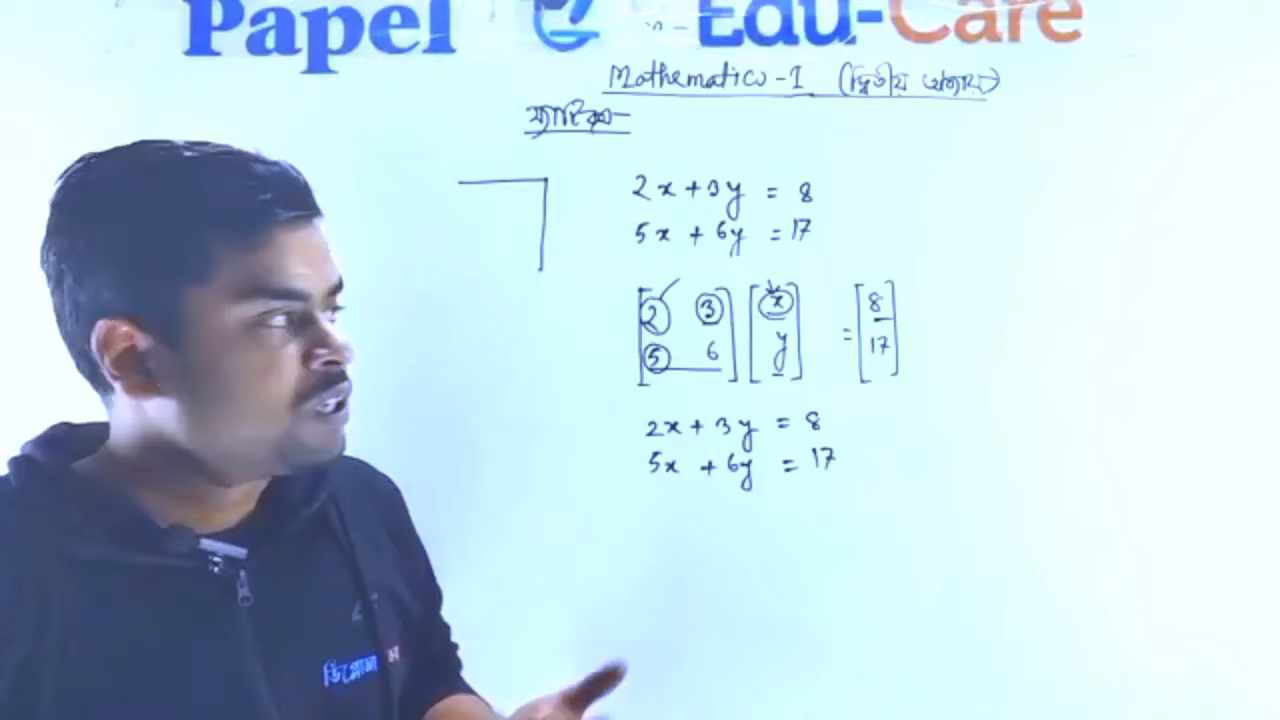 Papel Edu-Care
Mathematics-1 (দ্বিতীয় অধ্যায়)
ম্যাট্রিক্স-
2x + 3y = 8
5x + 6y = 17
[2 3] [x] = [8]
[5 6] [y] [17]
2x + 3y = 8
5x + 6y = 17